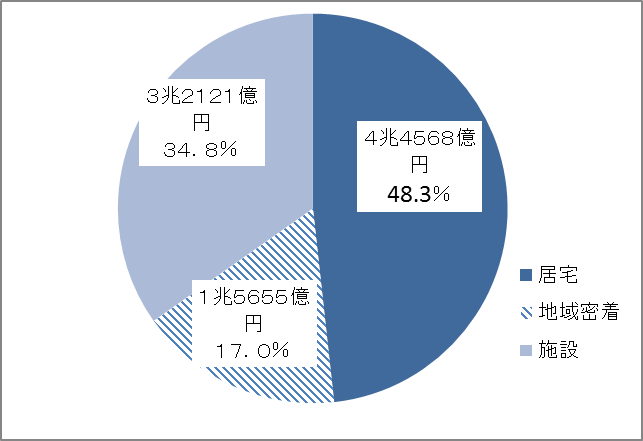 3兆2121億
円
34．8%
4兆4568億
円
48.3%
1兆5655億
円
17．0%
居宅
地域密着
施設